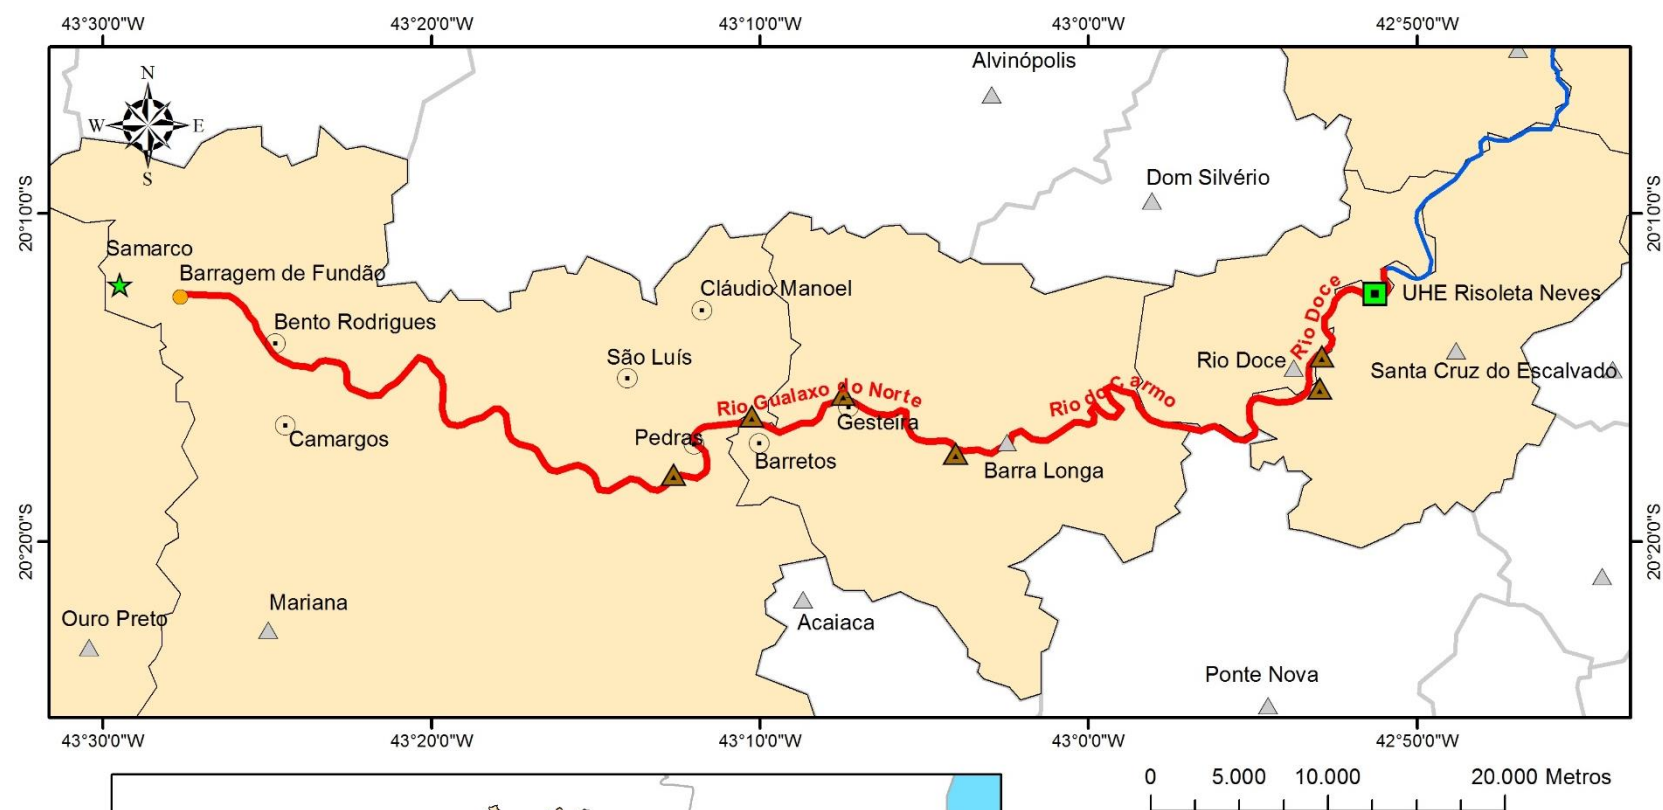 43°30'0"W 43°20'0"W 43°10'0"W 43°0'0"W 42°50'0"W
N
W E
S
Alvinópolis
Dom Silvério
20°10'0"S
20°10'0"S
Samarco
Barragem de Fundão
Cláudio Manoel
UHE Risoleta Neves
Bento Rodrigues
Rio Doce
São Luís
Rio Doce
Santa Cruz do Escalvado
Rio Gualaxo do Norte
Rio do Carmo
Camargos
Pedras
Gesteira
Barretos
Barra Longa
20°20'0"S
20°20'0"S
Mariana
Ouro Preto
Acaiaca
Ponte Nova
43°30'0"W 43°20'0"W 43°10'0"W 43°0'0"W 42°50'0"W
0 5.000 10.000 20.000 Metros